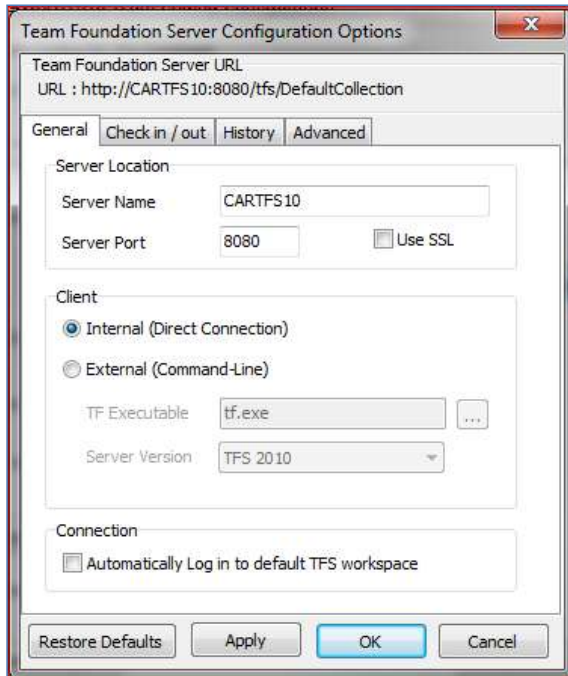 Team Foundation Server Configuration Options
Team Foundation Server URL
URL : http://CARTFS10:8080/tfs/DefaultCollection
General Check in / out History Advanced
Server Location
Server Name CARTFS10
Server Port 8080 Use SSL
Client
Internal (Direct Connection)
External (Command-Line)
TF Executable tf.exe ...
Server Version TFS 2010
Connection
Automatically Log in to default TFS workspace
Restore Defaults Apply OK Cancel